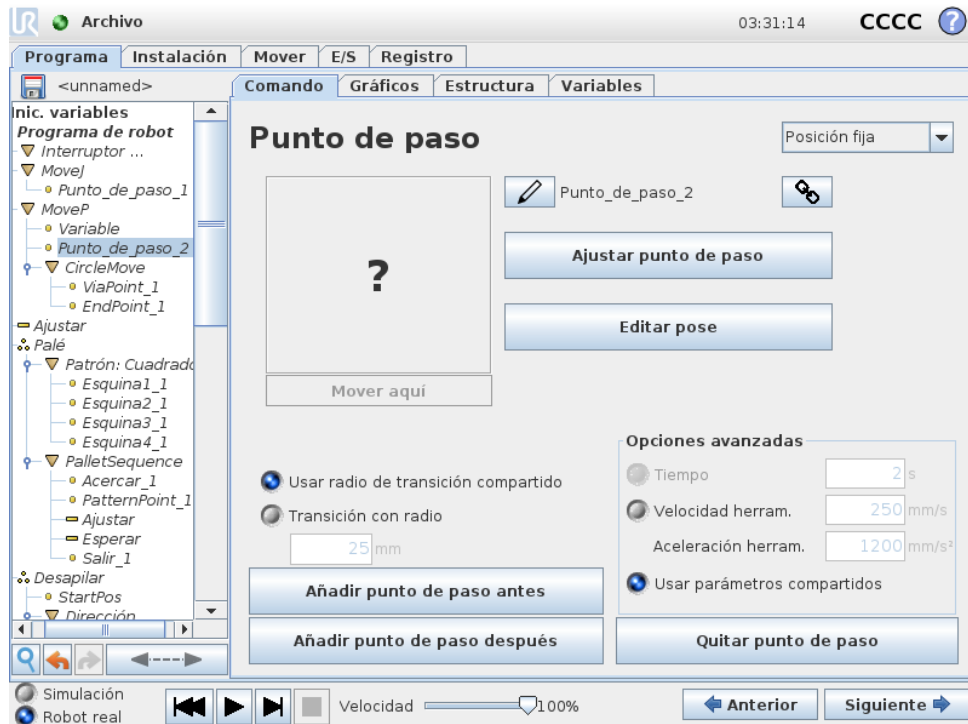 UR Archivo 03:31:14 CCCC ?
Programa Instalación Mover E/S Registro
<unnamed>
Comando Gráficos Estructura Variables
Inic. variables
Programa de robot
Interruptor ...
MoveJ
Punto_de_paso_1
MoveP
Variable
Punto_de_paso_2
CircleMove
ViaPoint_1
EndPoint_1
Ajustar
Palé
Patrón: Cuadrado
Esquina1_1
Esquina2_1
Esquina3_1
Esquina4_1
PalletSequence
Acercar_1
PatternPoint_1
Ajustar
Esperar
Salir_1
Desapilar
StartPos
Dirección
Punto de paso
Posición fija
Punto_de_paso_2
?
Ajustar punto de paso
Editar pose
Mover aquí
Usar radio de transición compartido
Transición con radio
25 mm
Opciones avanzadas
Tiempo 2 s
Velocidad herram. 250 mm/s
Aceleración herram. 1200 mm/s²
Usar parámetros compartidos
Añadir punto de paso antes
Añadir punto de paso después
Quitar punto de paso
Simulación
Robot real
Velocidad 100%
Anterior
Siguiente